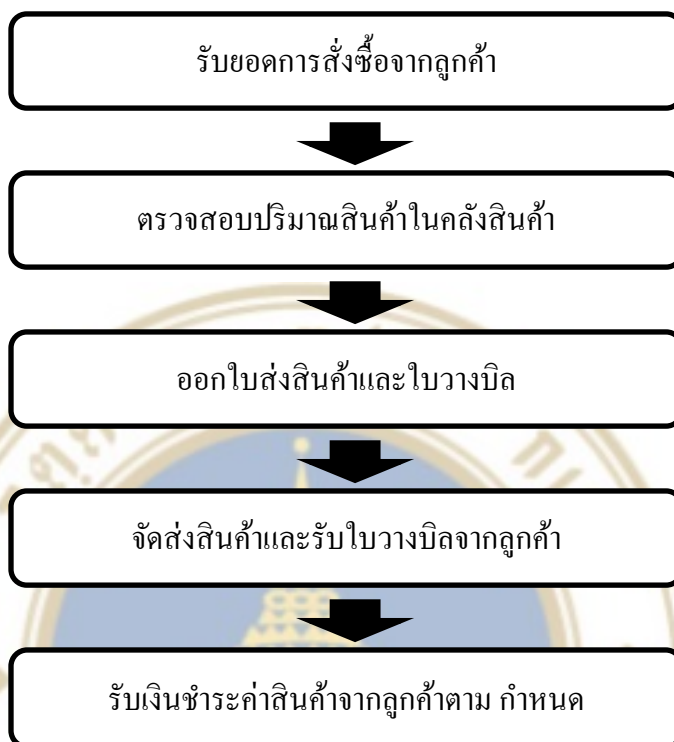 รับยอดการสั่งซื้อจากลูกค้า
ตรวจสอบปริมาณสินค้าในคลังสินค้า
ออกใบส่งสินค้าและใบวางบิล
จัดส่งสินค้าและรับใบวางบิลจากลูกค้า
รับเงินชำระค่าสินค้าจากลูกค้าตาม กำหนด